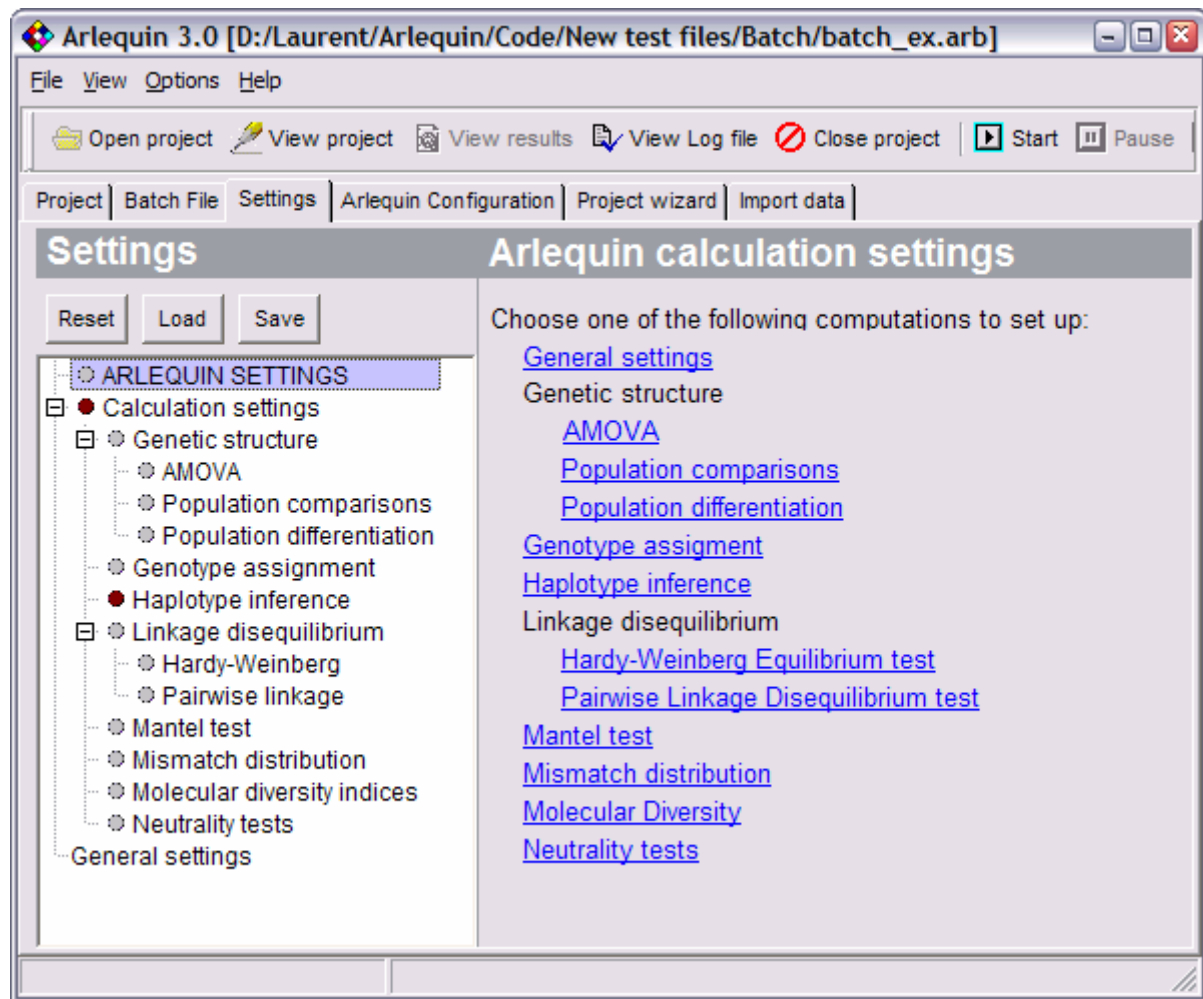 Arlequin 3.0 [D:/Laurent/Arlequin/Code/New test files/Batch/batch_ex.arb]
File View Options Help
Open project View project View results View Log file Close project Start Pause
Project Batch File Settings Arlequin Configuration Project wizard Import data
Settings
Reset Load Save
ARLEQUIN SETTINGS
Calculation settings
Genetic structure
AMOVA
Population comparisons
Population differentiation
Genotype assignment
Haplotype inference
Linkage disequilibrium
Hardy-Weinberg
Pairwise linkage
Mantel test
Mismatch distribution
Molecular diversity indices
Neutrality tests
General settings
Arlequin calculation settings
Choose one of the following computations to set up:
General settings
Genetic structure
AMOVA
Population comparisons
Population differentiation
Genotype assigment
Haplotype inference
Linkage disequilibrium
Hardy-Weinberg Equilibrium test
Pairwise Linkage Disequilibrium test
Mantel test
Mismatch distribution
Molecular Diversity
Neutrality tests